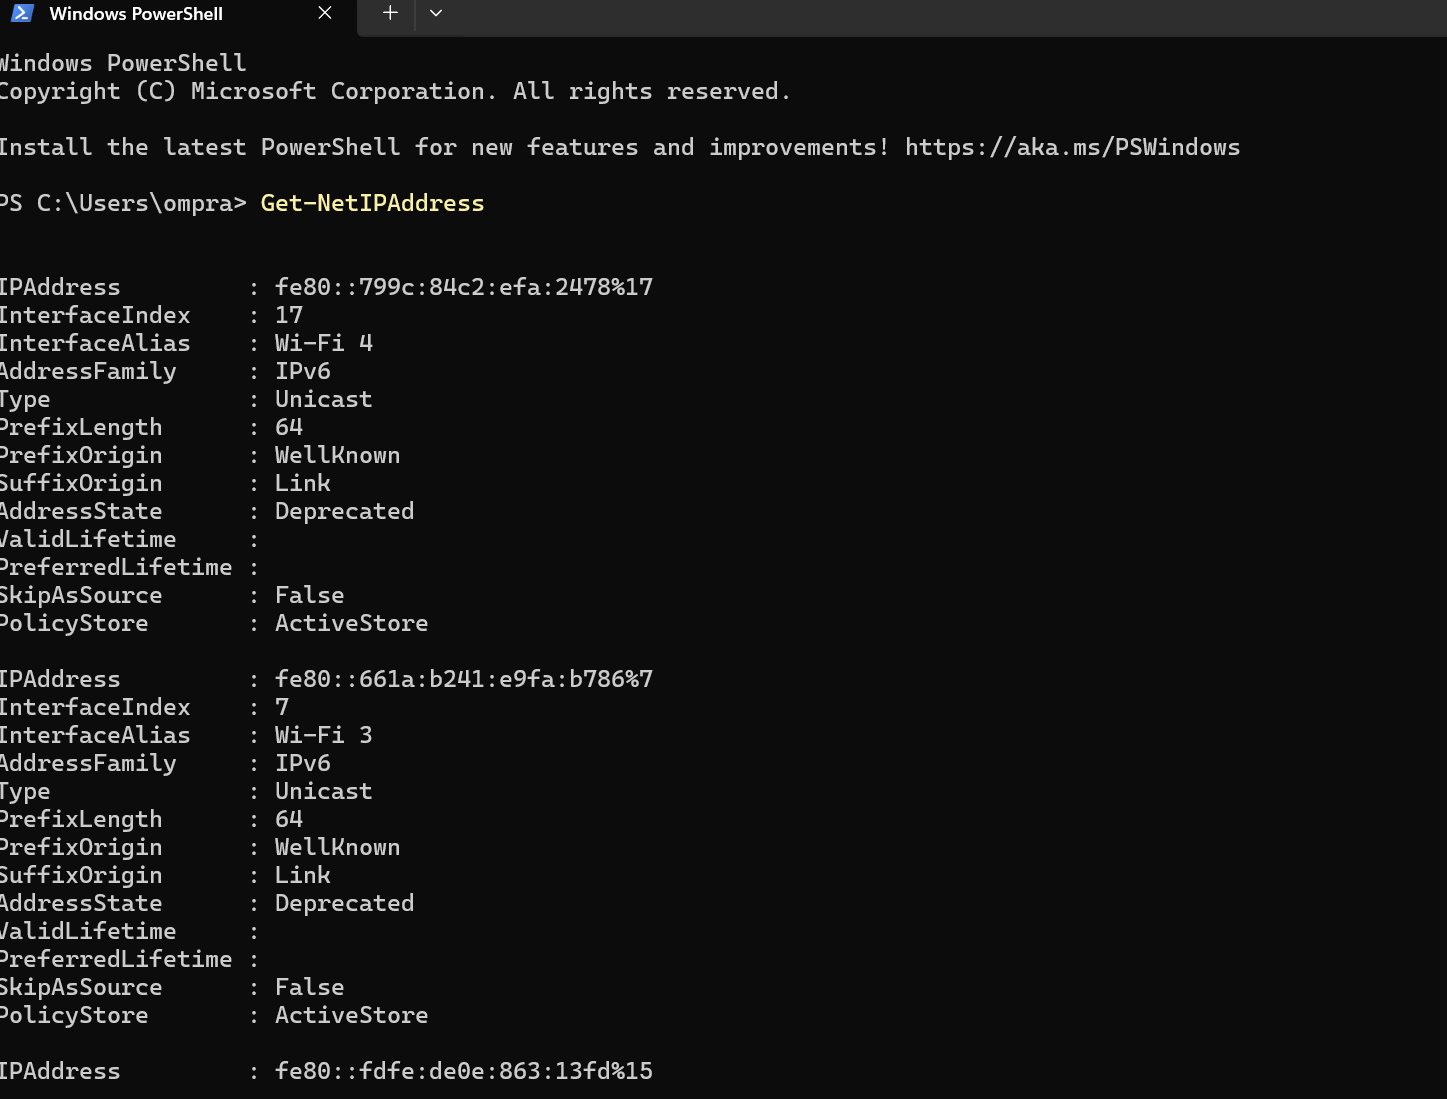 Windows PowerShell
Windows PowerShell
Copyright (C) Microsoft Corporation. All rights reserved.
Install the latest PowerShell for new features and improvements! https://aka.ms/PSWindows
PS C:\Users\ompra> Get-NetIPAddress
IPAddress : fe80::799c:84c2:efa:2478%17
InterfaceIndex : 17
InterfaceAlias : Wi-Fi 4
AddressFamily : IPv6
Type : Unicast
PrefixLength : 64
PrefixOrigin : WellKnown
SuffixOrigin : Link
AddressState : Deprecated
ValidLifetime :
PreferredLifetime :
SkipAsSource : False
PolicyStore : ActiveStore
IPAddress : fe80::661a:b241:e9fa:b786%7
InterfaceIndex : 7
InterfaceAlias : Wi-Fi 3
AddressFamily : IPv6
Type : Unicast
PrefixLength : 64
PrefixOrigin : WellKnown
SuffixOrigin : Link
AddressState : Deprecated
ValidLifetime :
PreferredLifetime :
SkipAsSource : False
PolicyStore : ActiveStore
IPAddress : fe80::fdfe:de0e:863:13fd%15